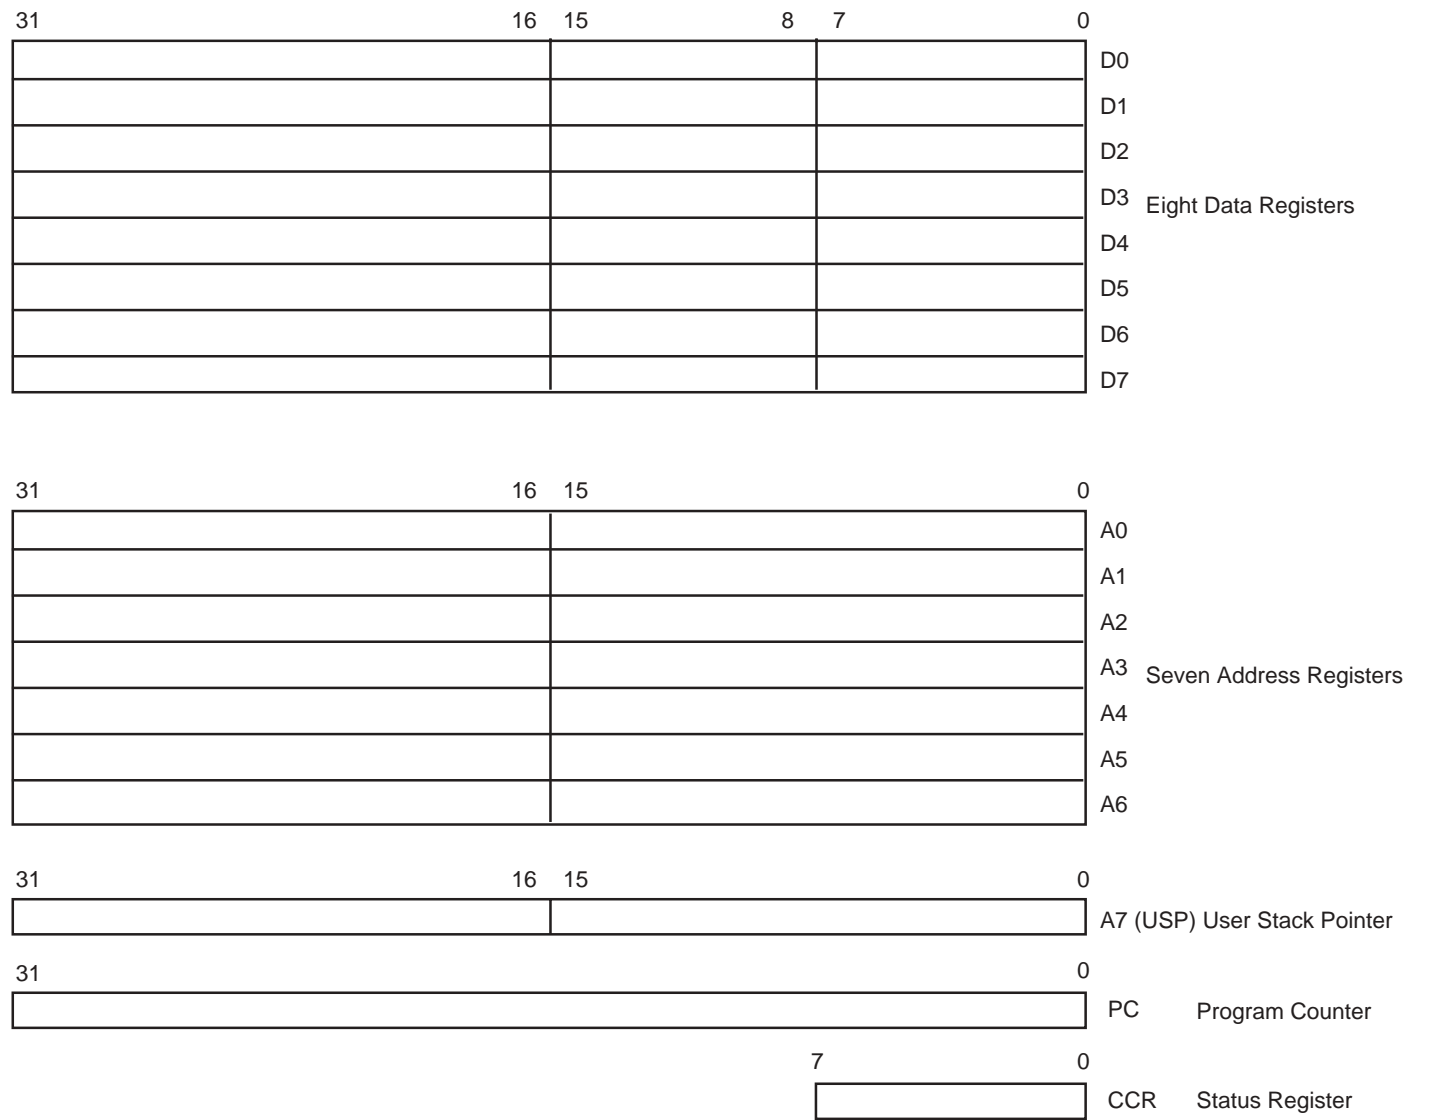 31 16 15 8 7 0
D0
D1
D2
D3 Eight Data Registers
D4
D5
D6
D7
31 16 15 0
A0
A1
A2
A3 Seven Address Registers
A4
A5
A6
31 16 15 0
A7 (USP) User Stack Pointer
31 0
PC Program Counter
7 0
CCR Status Register